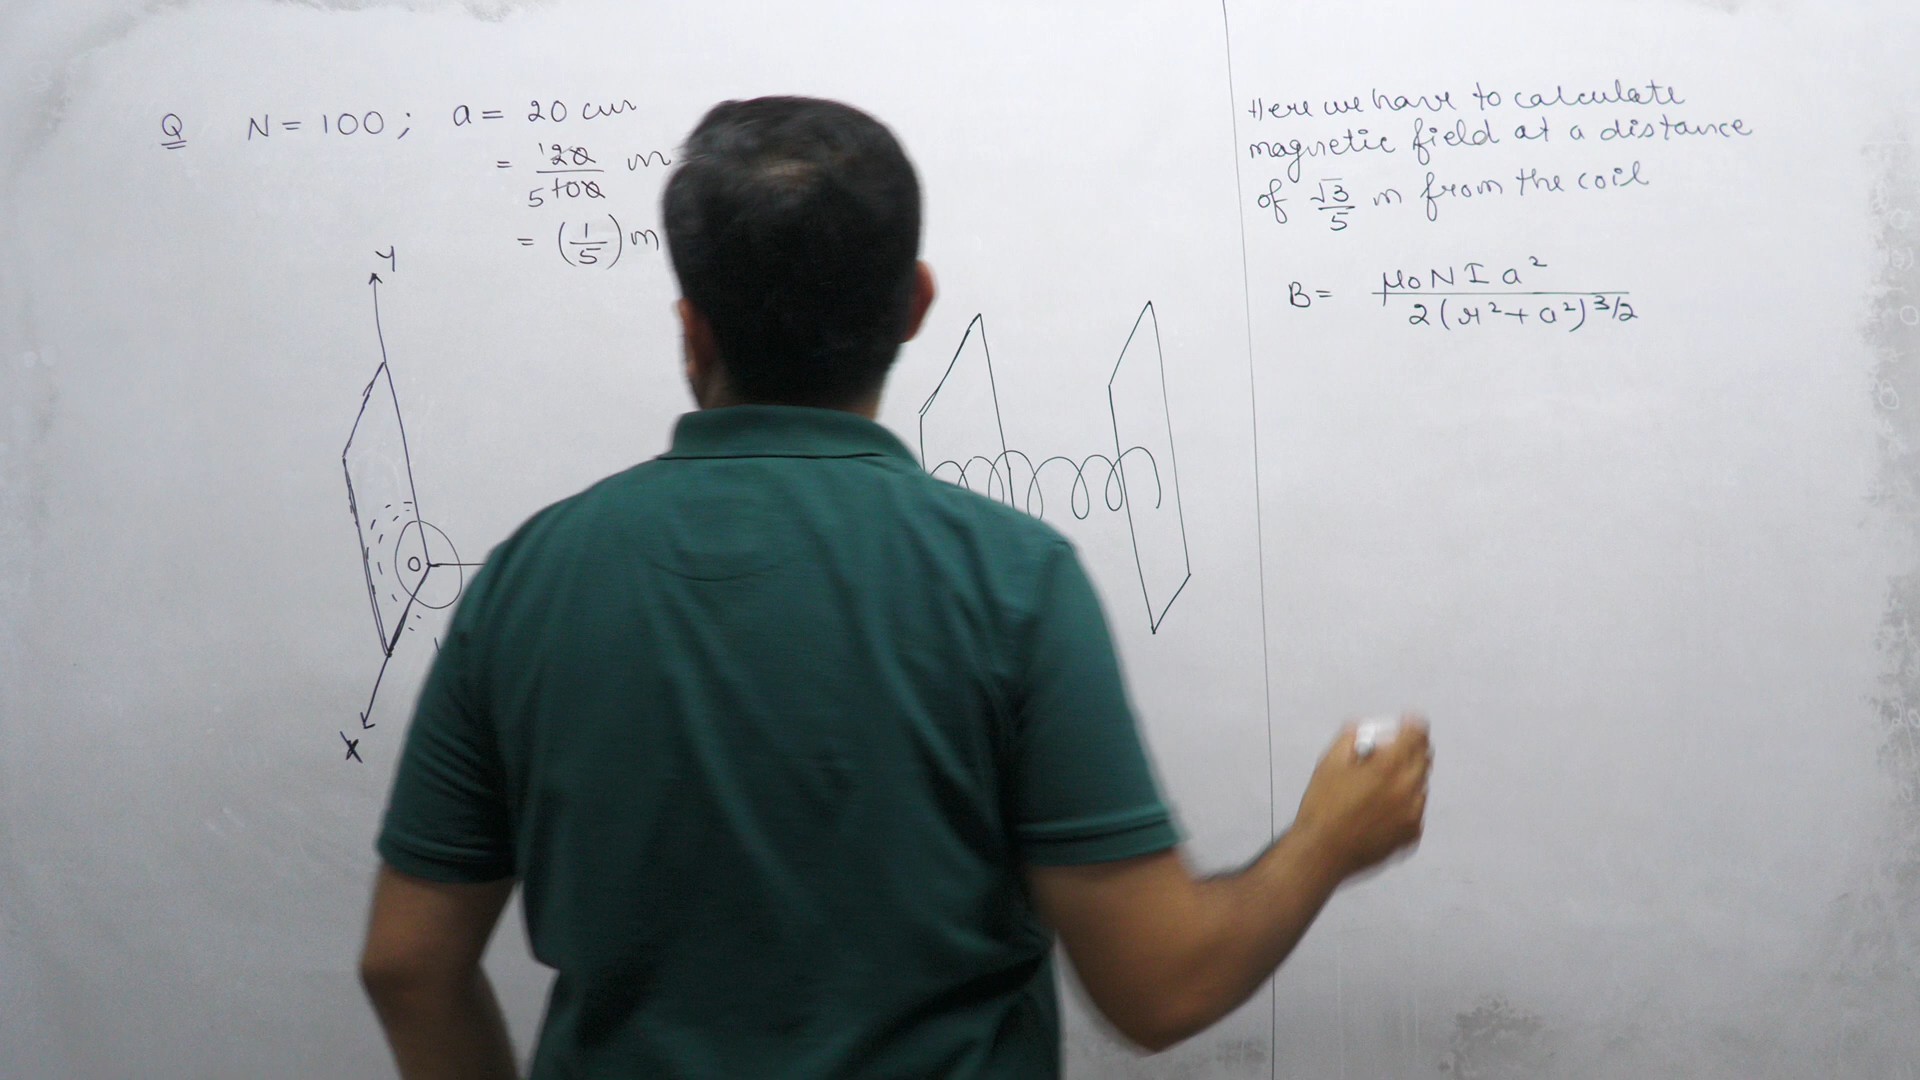 Q N = 100 ; a = 20 cm
= 20/100 m
= (1/5) m
Y
O
X
Here we have to calculate
magnetic field at a distance
of √3/5 m from the coil
B = μ0 N I a² / 2(r² + a²)^3/2